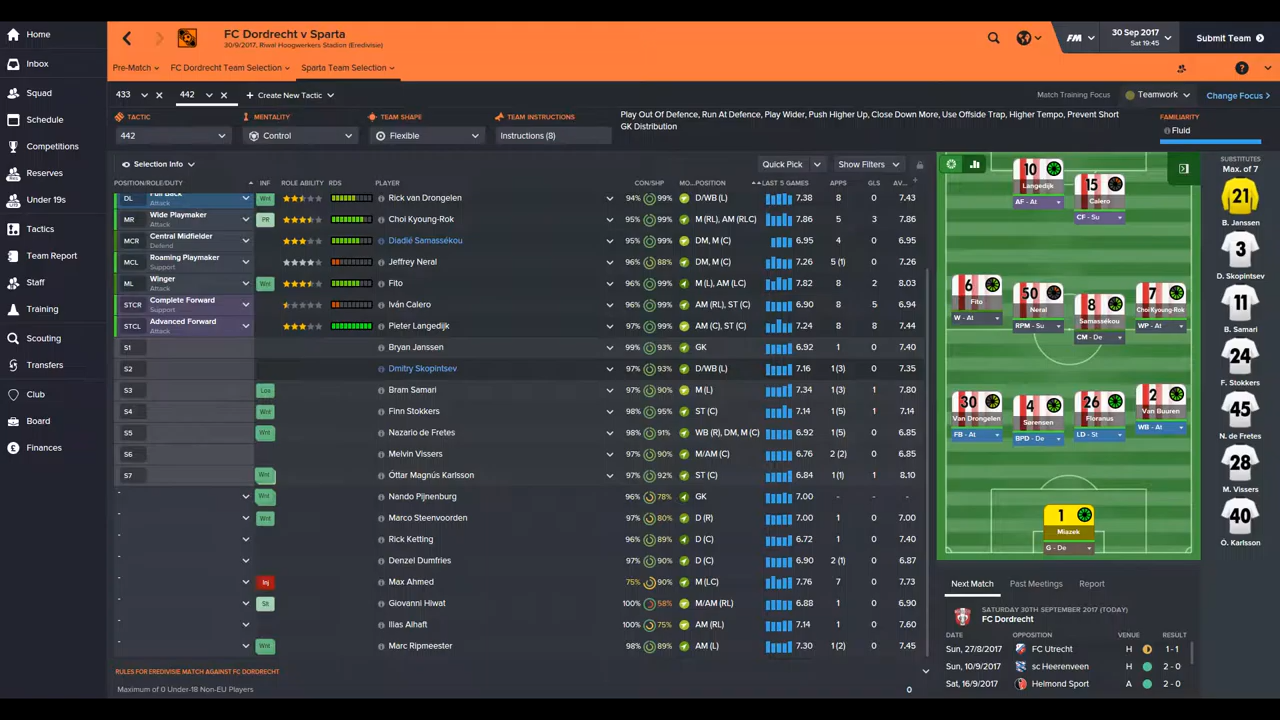 Home
Inbox
Squad
Schedule
Competitions
Reserves
Under 19s
Tactics
Team Report
Staff
Training
Scouting
Transfers
Club
Board
Finances
FC Dordrecht v Sparta
30/9/2017, Riwal Hoogwerkers Stadion (Eredivisie)
FM
30 Sep 2017
Sat 19:45
Submit Team
Pre-Match
FC Dordrecht Team Selection
Sparta Team Selection
?
433
442
+ Create New Tactic
Match Training Focus
Teamwork
Change Focus
TACTIC
MENTALITY
TEAM SHAPE
TEAM INSTRUCTIONS
442
Control
Flexible
Instructions (8)
Play Out Of Defence, Run At Defence, Play Wider, Push Higher Up, Close Down More, Use Offside Trap, Higher Tempo, Prevent Short
GK Distribution
FAMILIARITY
Fluid
Selection Info
Quick Pick
Show Filters
POSITION/ROLE/DUTY INF ROLE ABILITY RDS PLAYER CON/SHP MO... POSITION LAST 5 GAMES APPS GLS AV...
DL Full Back Attack Wnt Rick van Drongelen 94% 99% D/WB (L) 7.38 8 0 7.43
MR Wide Playmaker Attack PR Choi Kyoung-Rok 95% 99% M (RL), AM (RLC) 7.86 5 3 7.86
MCR Central Midfielder Defend Diadié Samassékou 95% 99% DM, M (C) 6.95 4 0 6.95
MCL Roaming Playmaker Support Jeffrey Neral 96% 88% DM, M (C) 7.26 5 (1) 0 7.26
ML Winger Attack Wnt Fito 96% 99% M (L), AM (LC) 7.82 8 2 8.03
STCR Complete Forward Support Iván Calero 96% 99% AM (RL), ST (C) 6.90 8 5 6.94
STCL Advanced Forward Attack Pieter Langedijk 97% 99% AM (C), ST (C) 7.24 8 8 7.44
S1 Bryan Janssen 99% 93% GK 6.92 1 0 7.40
S2 Dmitry Skopintsev 97% 93% D/WB (L) 7.16 1(3) 0 7.35
S3 Los Bram Samari 97% 90% M (L) 7.34 1(3) 1 7.80
S4 Wnt Finn Stokkers 98% 95% ST (C) 7.14 1(5) 1 7.14
S5 Wnt Nazario de Fretes 98% 91% WB (R), DM, M (C) 6.92 1(5) 0 6.85
S6 Melvin Vissers 97% 90% M/AM (C) 6.76 2 (2) 0 6.85
S7 Wnt Óttar Magnús Karlsson 97% 92% ST (C) 6.84 1(1) 1 8.10
- Wnt Nando Pijnenburg 96% 78% GK 7.00 - - -
- Wnt Marco Steenvoorden 97% 80% D (R) 7.00 1 0 7.00
- Rick Ketting 96% 89% D (C) 6.72 1 0 7.40
- Denzel Dumfries 97% 92% D (C) 6.90 2 (1) 0 6.87
- Inj Max Ahmed 75% 90% M (LC) 7.76 7 0 7.73
- Slt Giovanni Hiwat 100% 58% M/AM (RL) 6.88 1 0 6.90
- Ilias Alhaft 100% 75% AM (RL) 7.14 1 0 7.60
- Wnt Marc Ripmeester 98% 89% AM (L) 7.30 1(2) 0 7.45
RULES FOR EREDIVISIE MATCH AGAINST FC DORDRECHT
Maximum of 0 Under-18 Non-EU Players 0
10
Langedijk
AF - At
15
Calero
CF - Su
6
Fito
W - At
50
Neral
RPM - Su
8
Samassékou
CM - De
7
Choi Kyoung-Rok
WP - At
30
Van Drongelen
FB - At
4
Sørensen
BPD - De
26
Floranus
LD - St
2
Van Buuren
WB - At
1
Miazek
G - De
SUBSTITUTES
Max. of 7
21
B. Janssen
3
D. Skopintsev
11
B. Samari
24
F. Stokkers
45
N. de Fretes
28
M. Vissers
40
O. Karlsson
Next Match
Past Meetings
Report
SATURDAY 30TH SEPTEMBER 2017 (TODAY)
FC Dordrecht
DATE OPPOSITION VENUE RESULT
Sun, 27/8/2017 FC Utrecht H 1-1
Sun, 10/9/2017 sc Heerenveen H 2-0
Sat, 16/9/2017 Helmond Sport A 2-0